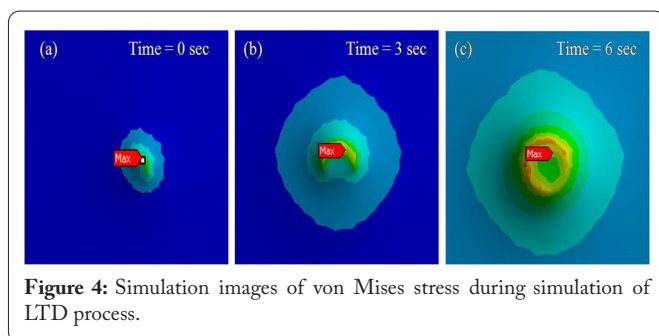 (a) Time = 0 sec
(b) Time = 3 sec
(c) Time = 6 sec
Max
Max
Max
Figure 4: Simulation images of von Mises stress during simulation of
LTD process.